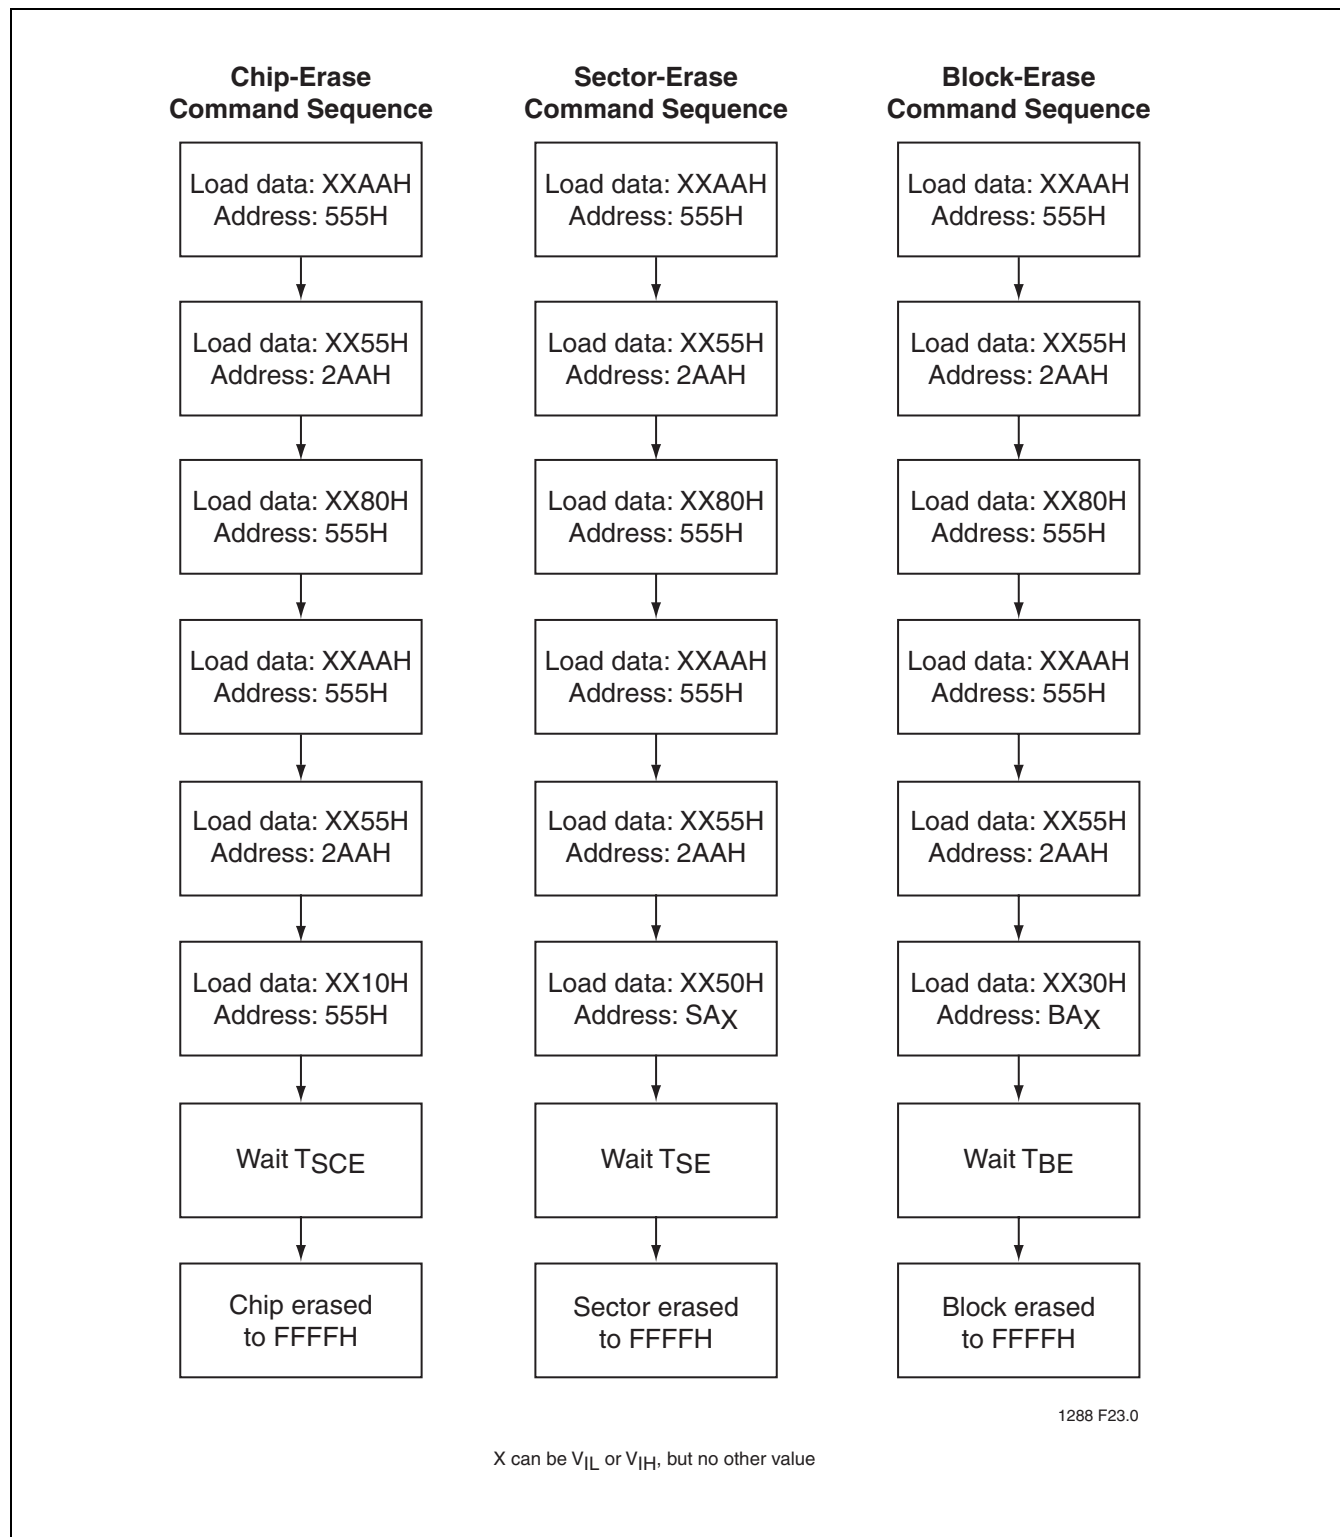 Chip-Erase
Command Sequence
Load data: XXAAH
Address: 555H
Load data: XX55H
Address: 2AAH
Load data: XX80H
Address: 555H
Load data: XXAAH
Address: 555H
Load data: XX55H
Address: 2AAH
Load data: XX10H
Address: 555H
Wait TSCE
Chip erased
to FFFFH
Sector-Erase
Command Sequence
Load data: XXAAH
Address: 555H
Load data: XX55H
Address: 2AAH
Load data: XX80H
Address: 555H
Load data: XXAAH
Address: 555H
Load data: XX55H
Address: 2AAH
Load data: XX50H
Address: SAX
Wait TSE
Sector erased
to FFFFH
Block-Erase
Command Sequence
Load data: XXAAH
Address: 555H
Load data: XX55H
Address: 2AAH
Load data: XX80H
Address: 555H
Load data: XXAAH
Address: 555H
Load data: XX55H
Address: 2AAH
Load data: XX30H
Address: BAX
Wait TBE
Block erased
to FFFFH
1288 F23.0
X can be VIL or VIH, but no other value